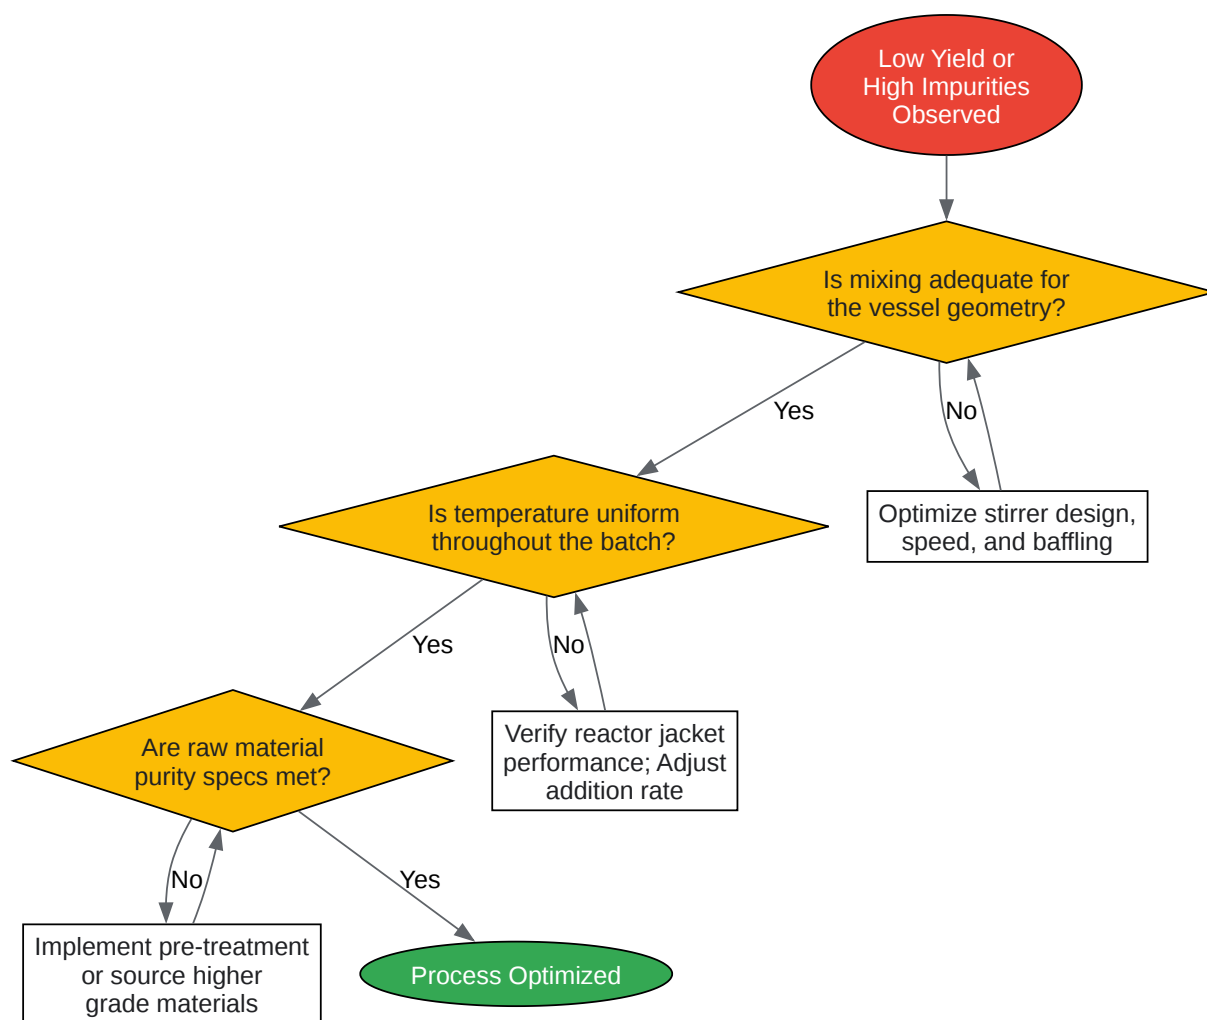 Low Yield or
High Impurities
Observed
Is mixing adequate for
the vessel geometry?
Yes
No
Optimize stirrer design,
speed, and baffling
Is temperature uniform
throughout the batch?
Yes
No
Verify reactor jacket
performance; Adjust
addition rate
Are raw material
purity specs met?
No
Yes
Implement pre-treatment
or source higher
grade materials
Process Optimized